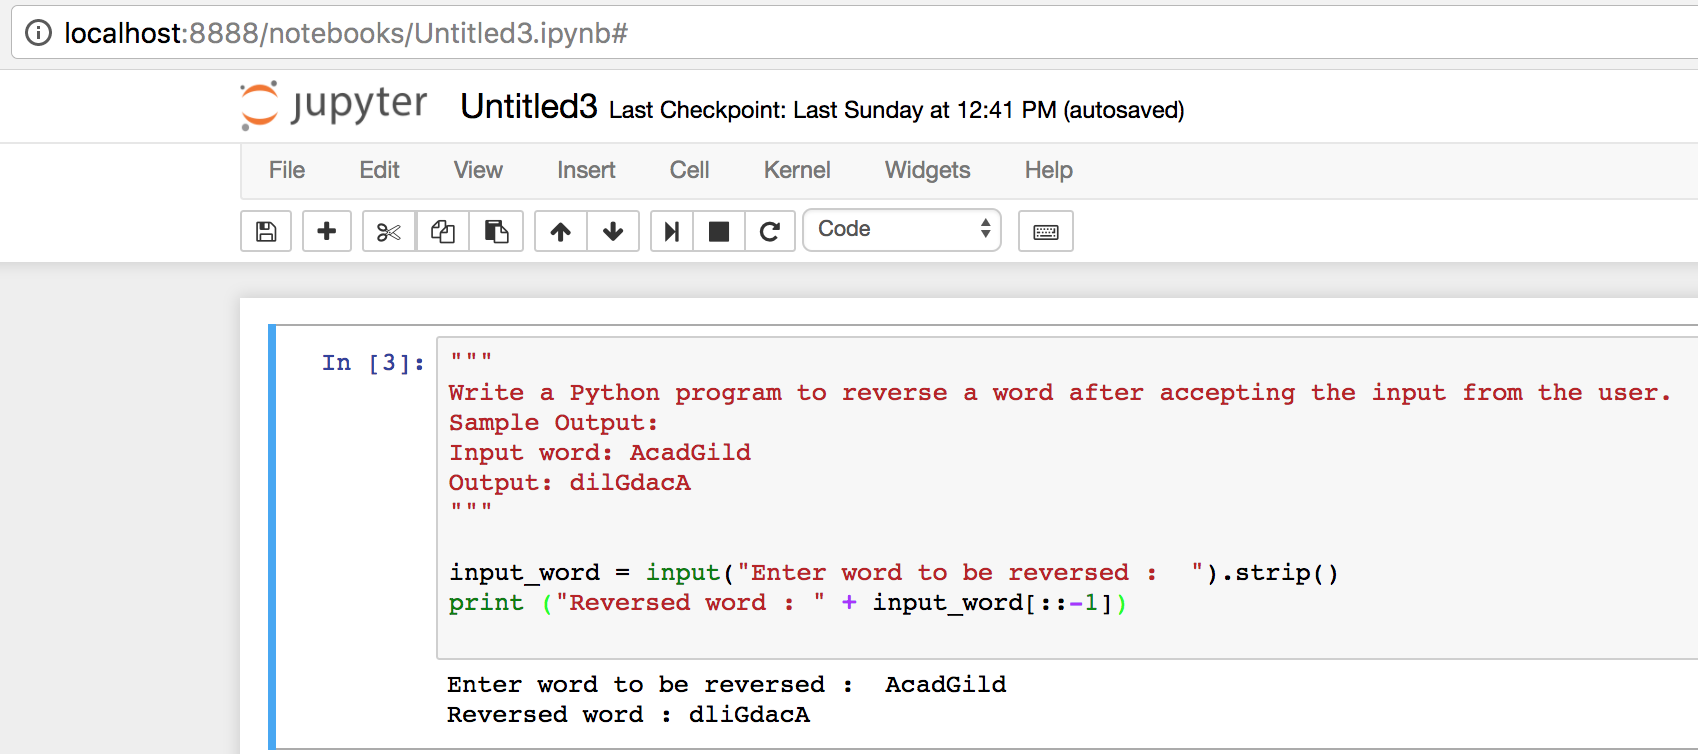 localhost:8888/notebooks/Untitled3.ipynb#
jupyter Untitled3 Last Checkpoint: Last Sunday at 12:41 PM (autosaved)
File Edit View Insert Cell Kernel Widgets Help
Code
In [3]: """
Write a Python program to reverse a word after accepting the input from the user.
Sample Output:
Input word: AcadGild
Output: dilGdacA
"""
input_word = input("Enter word to be reversed :  ").strip()
print ("Reversed word : " + input_word[::-1])
Enter word to be reversed :  AcadGild
Reversed word : dliGdacA